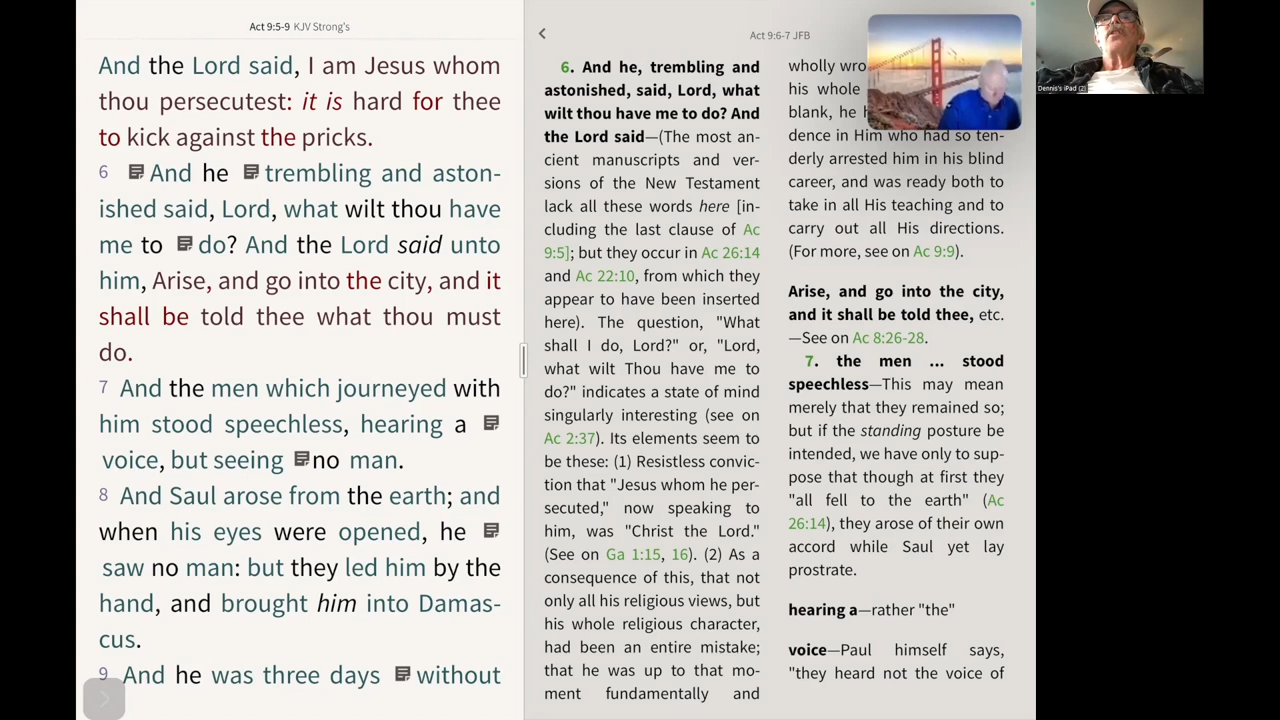 Act 9:5-9 KJV Strong's
And the Lord said, I am Jesus whom
thou persecutest: it is hard for thee
to kick against the pricks.
6 And he trembling and aston-
ished said, Lord, what wilt thou have
me to do? And the Lord said unto
him, Arise, and go into the city, and it
shall be told thee what thou must
do.
7 And the men which journeyed with
him stood speechless, hearing a
voice, but seeing no man.
8 And Saul arose from the earth; and
when his eyes were opened, he
saw no man: but they led him by the
hand, and brought him into Damas-
cus.
9 And he was three days without
Act 9:6-7 JFB
6. And he, trembling and
astonished, said, Lord, what
wilt thou have me to do? And
the Lord said—(The most an-
cient manuscripts and ver-
sions of the New Testament
lack all these words here [in-
cluding the last clause of Ac
9:5]; but they occur in Ac 26:14
and Ac 22:10, from which they
appear to have been inserted
here). The question, "What
shall I do, Lord?" or, "Lord,
what wilt Thou have me to
do?" indicates a state of mind
singularly interesting (see on
Ac 2:37). Its elements seem to
be these: (1) Resistless convic-
tion that "Jesus whom he per-
secuted," now speaking to
him, was "Christ the Lord."
(See on Ga 1:15, 16). (2) As a
consequence of this, that not
only all his religious views, but
his whole religious character,
had been an entire mistake;
that he was up to that mo-
ment fundamentally and
wholly wro
his whole
blank, he h
dence in Him who had so ten-
derly arrested him in his blind
career, and was ready both to
take in all His teaching and to
carry out all His directions.
(For more, see on Ac 9:9).
Arise, and go into the city,
and it shall be told thee, etc.
—See on Ac 8:26-28.
7. the men ... stood
speechless—This may mean
merely that they remained so;
but if the standing posture be
intended, we have only to sup-
pose that though at first they
"all fell to the earth" (Ac
26:14), they arose of their own
accord while Saul yet lay
prostrate.
hearing a—rather "the"
voice—Paul himself says,
"they heard not the voice of
Dennis's iPad (2)